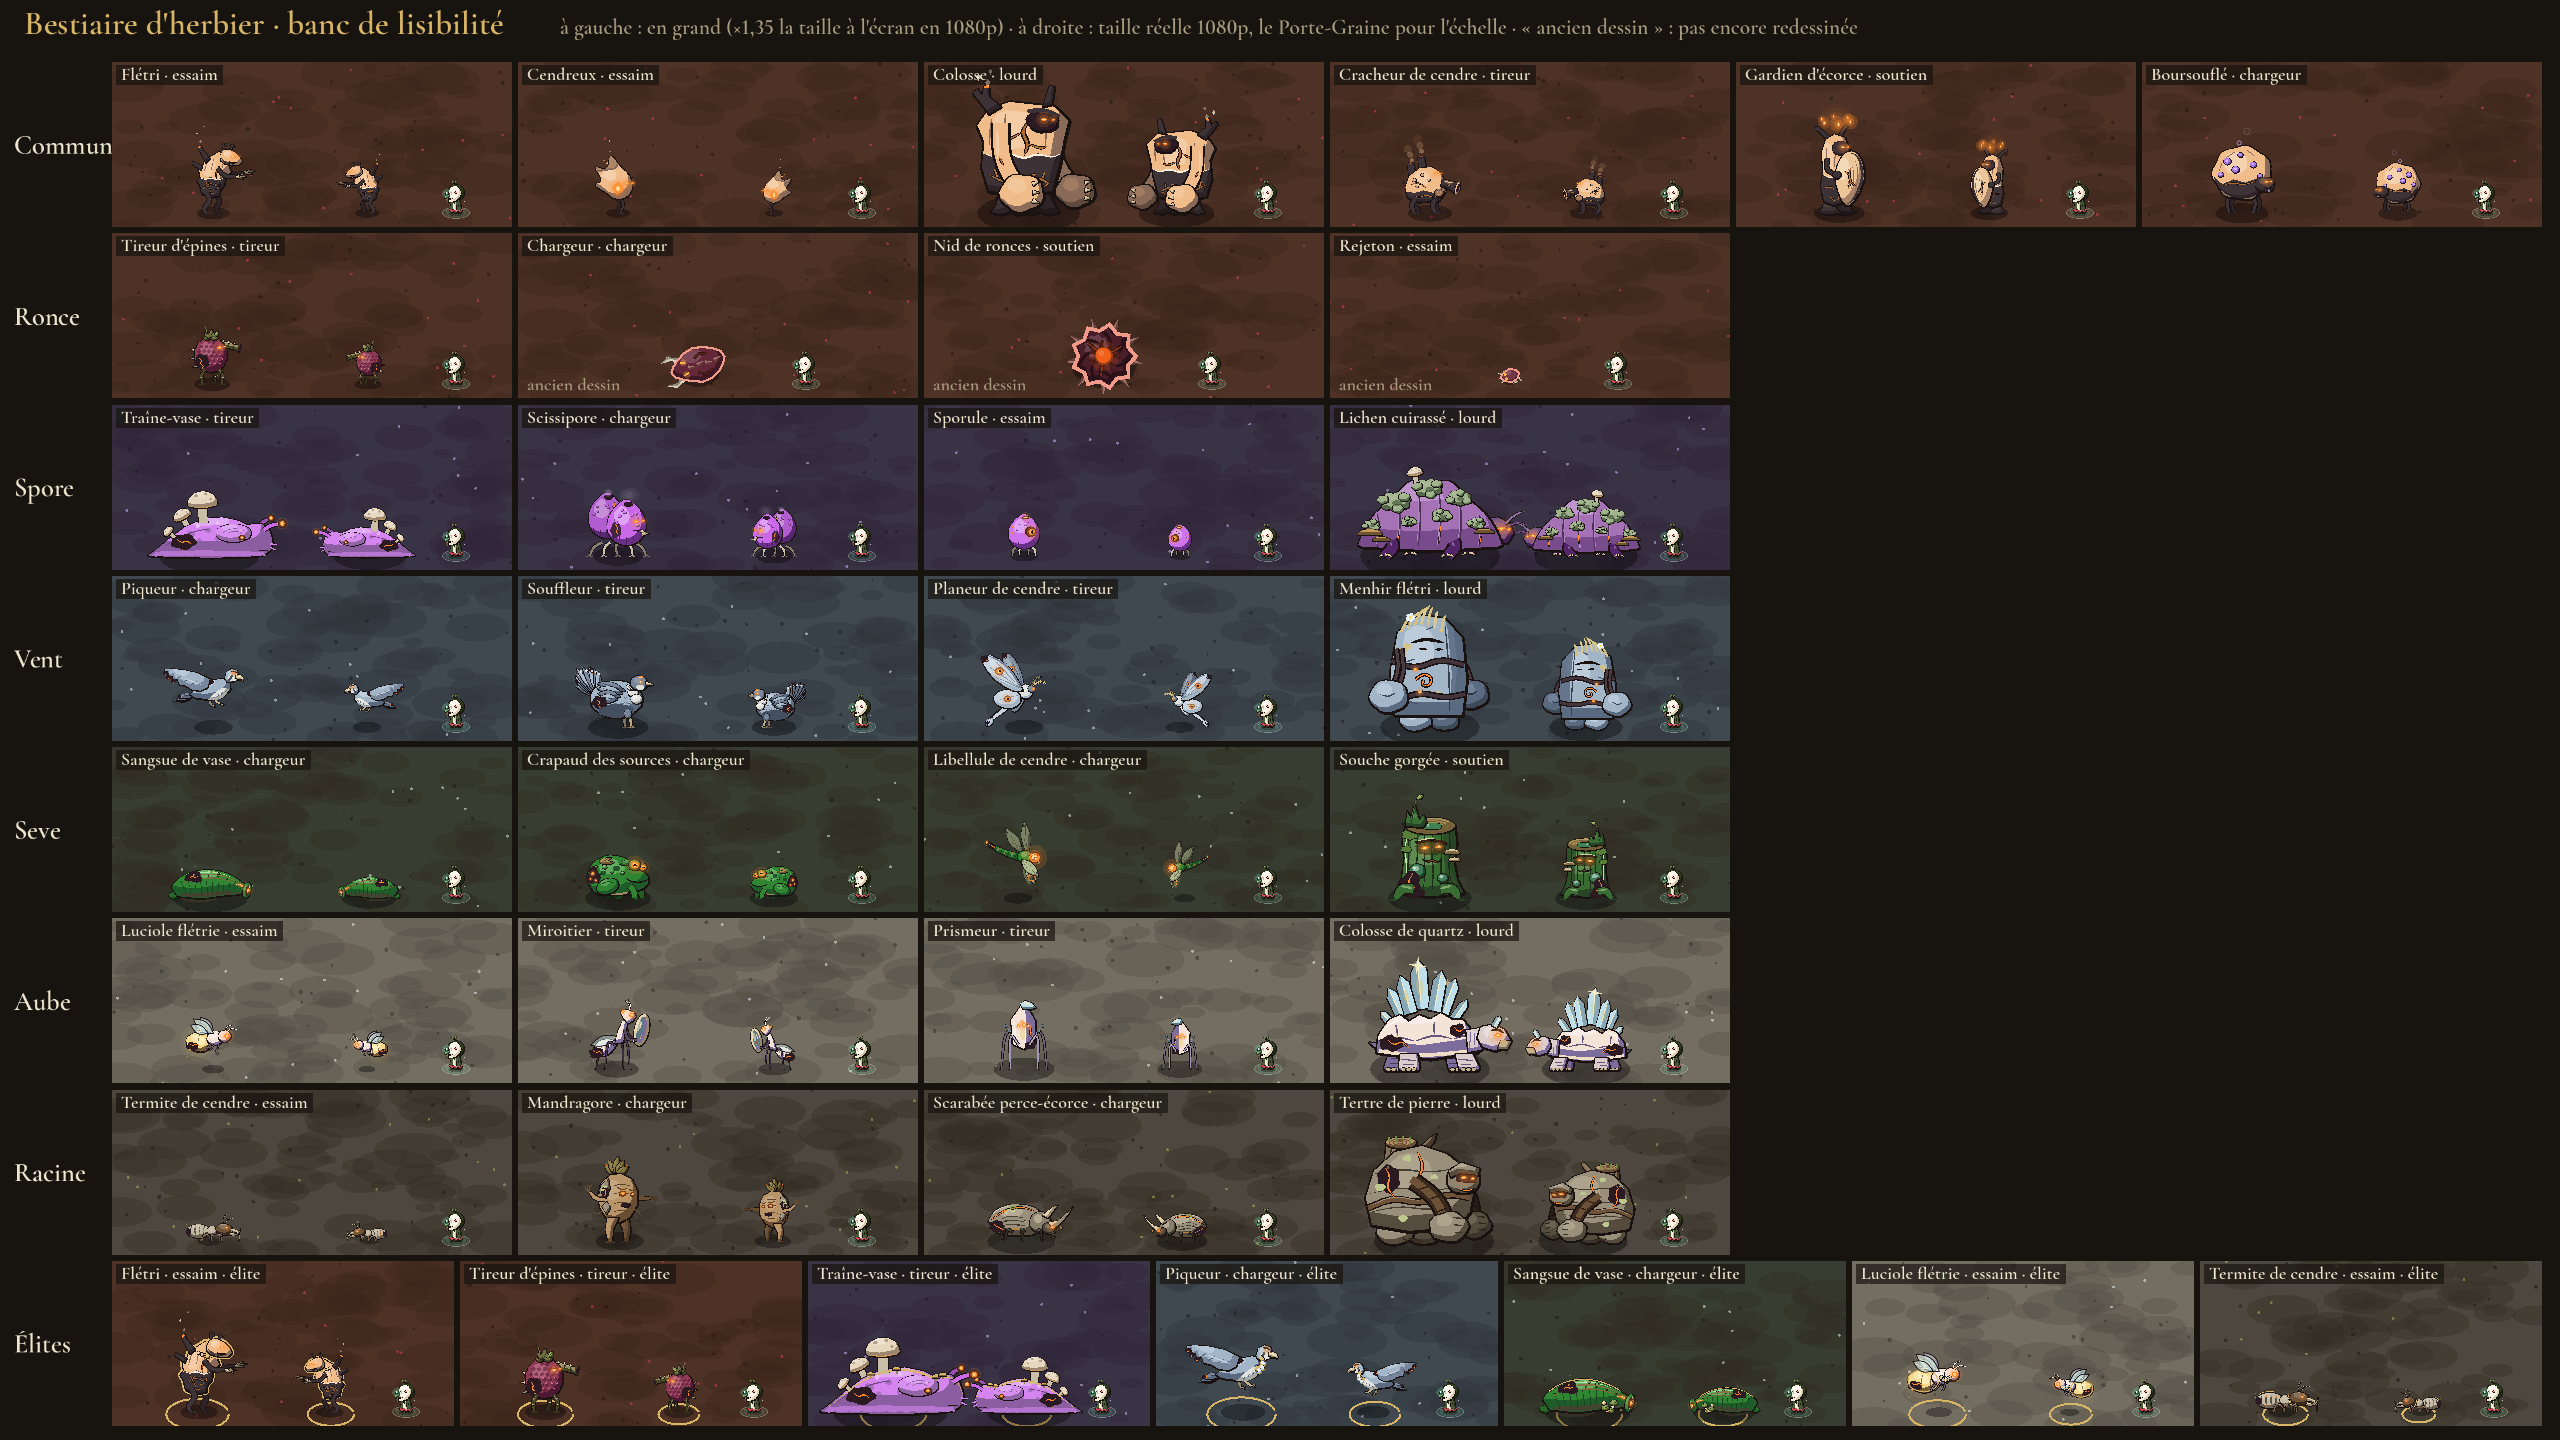 Bestiaire d'herbier · banc de lisibilité
à gauche : en grand (×1,35 la taille à l'écran en 1080p) · à droite : taille réelle 1080p, le Porte-Graine pour l'échelle · « ancien dessin » : pas encore redessinée
Commun
Flétri · essaim
Cendreux · essaim
Colosse · lourd
Cracheur de cendre · tireur
Gardien d'écorce · soutien
Boursouflé · chargeur
Ronce
Tireur d'épines · tireur
Chargeur · chargeur
ancien dessin
Nid de ronces · soutien
ancien dessin
Rejeton · essaim
ancien dessin
Spore
Traîne-vase · tireur
Scissipore · chargeur
Sporule · essaim
Lichen cuirassé · lourd
Vent
Piqueur · chargeur
Souffleur · tireur
Planeur de cendre · tireur
Menhir flétri · lourd
Seve
Sangsue de vase · chargeur
Crapaud des sources · chargeur
Libellule de cendre · chargeur
Souche gorgée · soutien
Aube
Luciole flétrie · essaim
Miroitier · tireur
Prismeur · tireur
Colosse de quartz · lourd
Racine
Termite de cendre · essaim
Mandragore · chargeur
Scarabée perce-écorce · chargeur
Tertre de pierre · lourd
Élites
Flétri · essaim · élite
Tireur d'épines · tireur · élite
Traîne-vase · tireur · élite
Piqueur · chargeur · élite
Sangsue de vase · chargeur · élite
Luciole flétrie · essaim · élite
Termite de cendre · essaim · élite